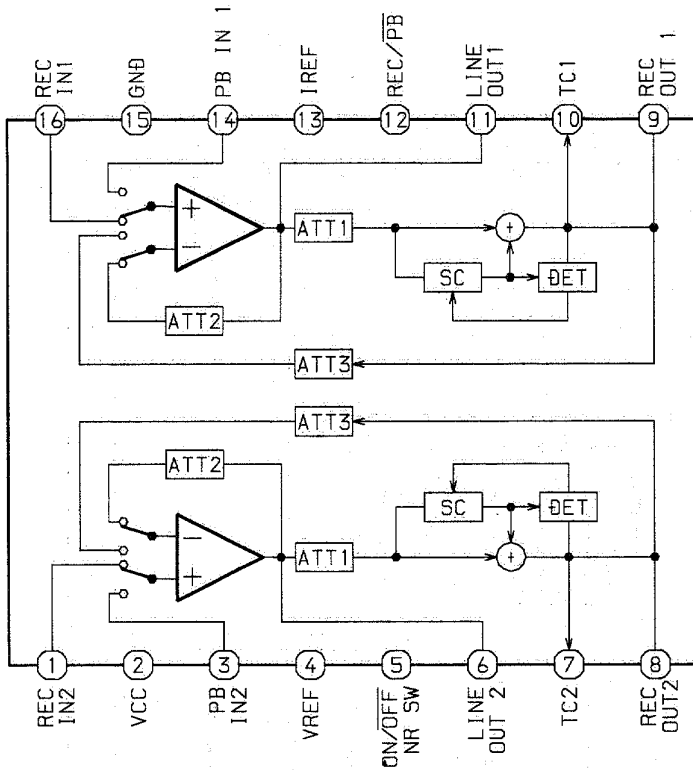 REC IN1
GND
PB IN 1
IREF
REC/PB
LINE OUT1
TC1
REC OUT 1
16
15
14
13
12
11
10
9
+
−
ATT1
+
SC
DET
ATT2
ATT3
ATT3
ATT2
SC
DET
−
+
ATT1
+
1
2
3
4
5
6
7
8
REC IN2
VCC
PB IN2
VREF
ON/OFF NR SW
LINE OUT 2
TC2
REC OUT2